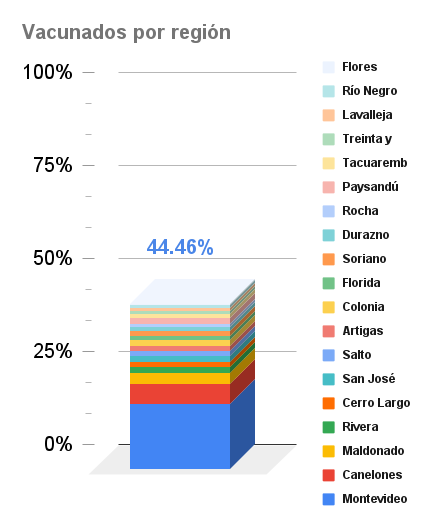 Vacunados por región
100%
75%
50%
25%
0%
44.46%
Flores
Río Negro
Lavalleja
Treinta y
Tacuaremb
Paysandú
Rocha
Durazno
Soriano
Florida
Colonia
Artigas
Salto
San José
Cerro Largo
Rivera
Maldonado
Canelones
Montevideo